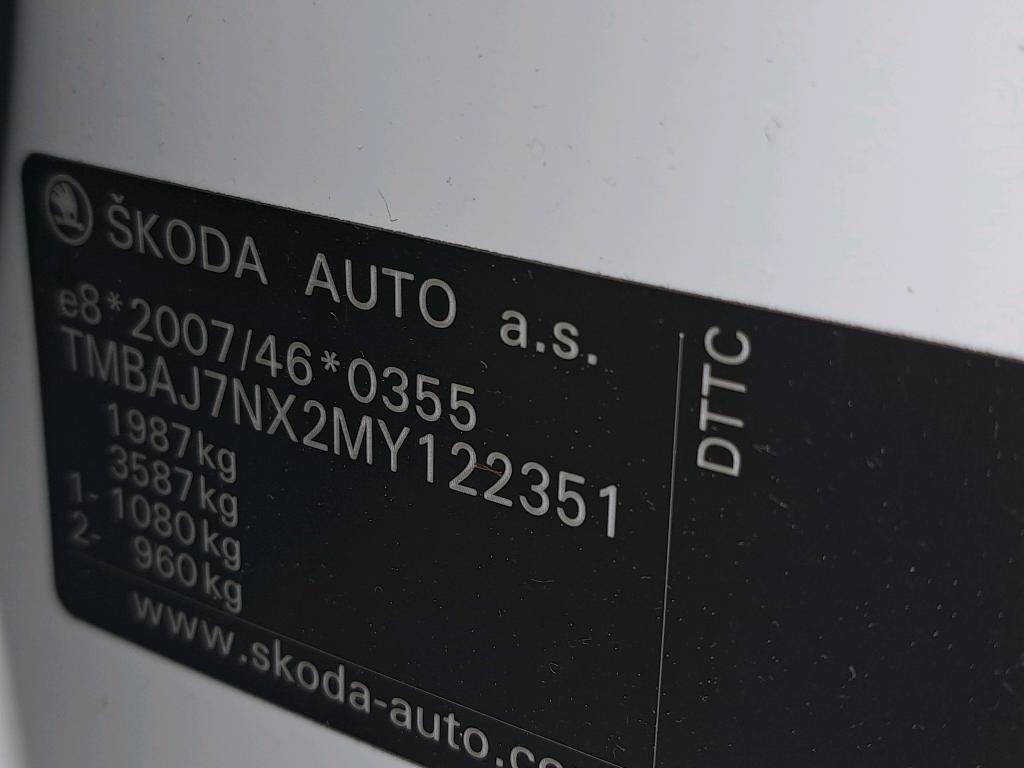 ŠKODA AUTO a.s.
e8*2007/46*0355
TMBAJ7NX2MY122351
1987kg
3587kg
1- 1080kg
2- 960kg
www.skoda-auto.co
DTTC